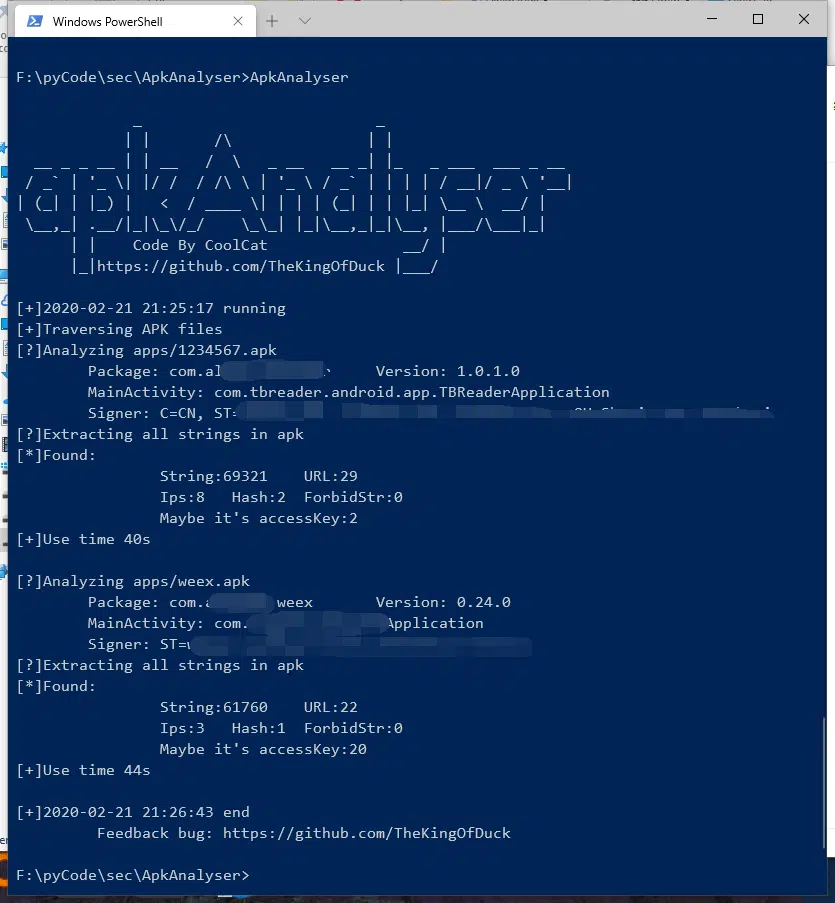 Windows PowerShell
F:\pyCode\sec\ApkAnalyser>ApkAnalyser
apkAnalyser
Code By CoolCat
https://github.com/TheKingOfDuck
[+]2020-02-21 21:25:17 running
[+]Traversing APK files
[?]Analyzing apps/1234567.apk
Package: com.al Version: 1.0.1.0
MainActivity: com.tbreader.android.app.TBReaderApplication
Signer: C=CN, ST=
[?]Extracting all strings in apk
[*]Found:
String:69321 URL:29
Ips:8 Hash:2 ForbidStr:0
Maybe it's accessKey:2
[+]Use time 40s
[?]Analyzing apps/weex.apk
Package: com.a weex Version: 0.24.0
MainActivity: com. Application
Signer: ST=
[?]Extracting all strings in apk
[*]Found:
String:61760 URL:22
Ips:3 Hash:1 ForbidStr:0
Maybe it's accessKey:20
[+]Use time 44s
[+]2020-02-21 21:26:43 end
Feedback bug: https://github.com/TheKingOfDuck
F:\pyCode\sec\ApkAnalyser>